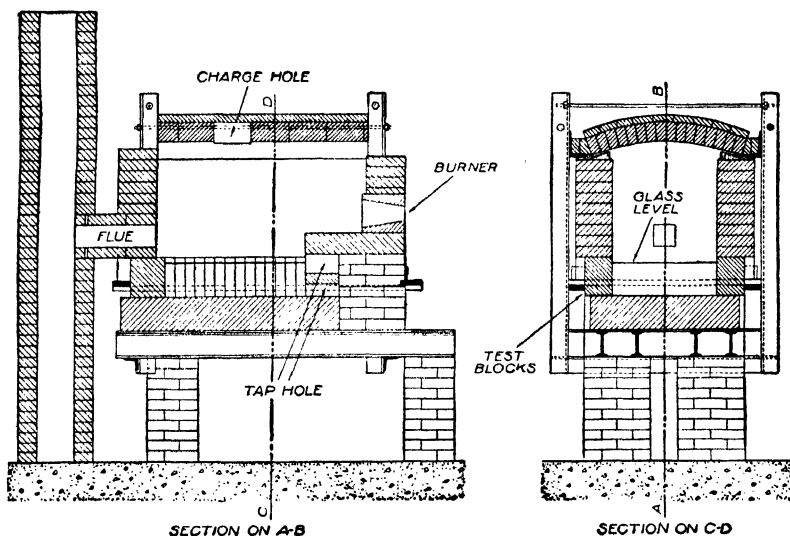 CHARGE HOLE
D
BURNER
FLUE
TAP HOLE
C
SECTION ON A-B
B
GLASS
LEVEL
TEST
BLOCKS
A
SECTION ON C-D